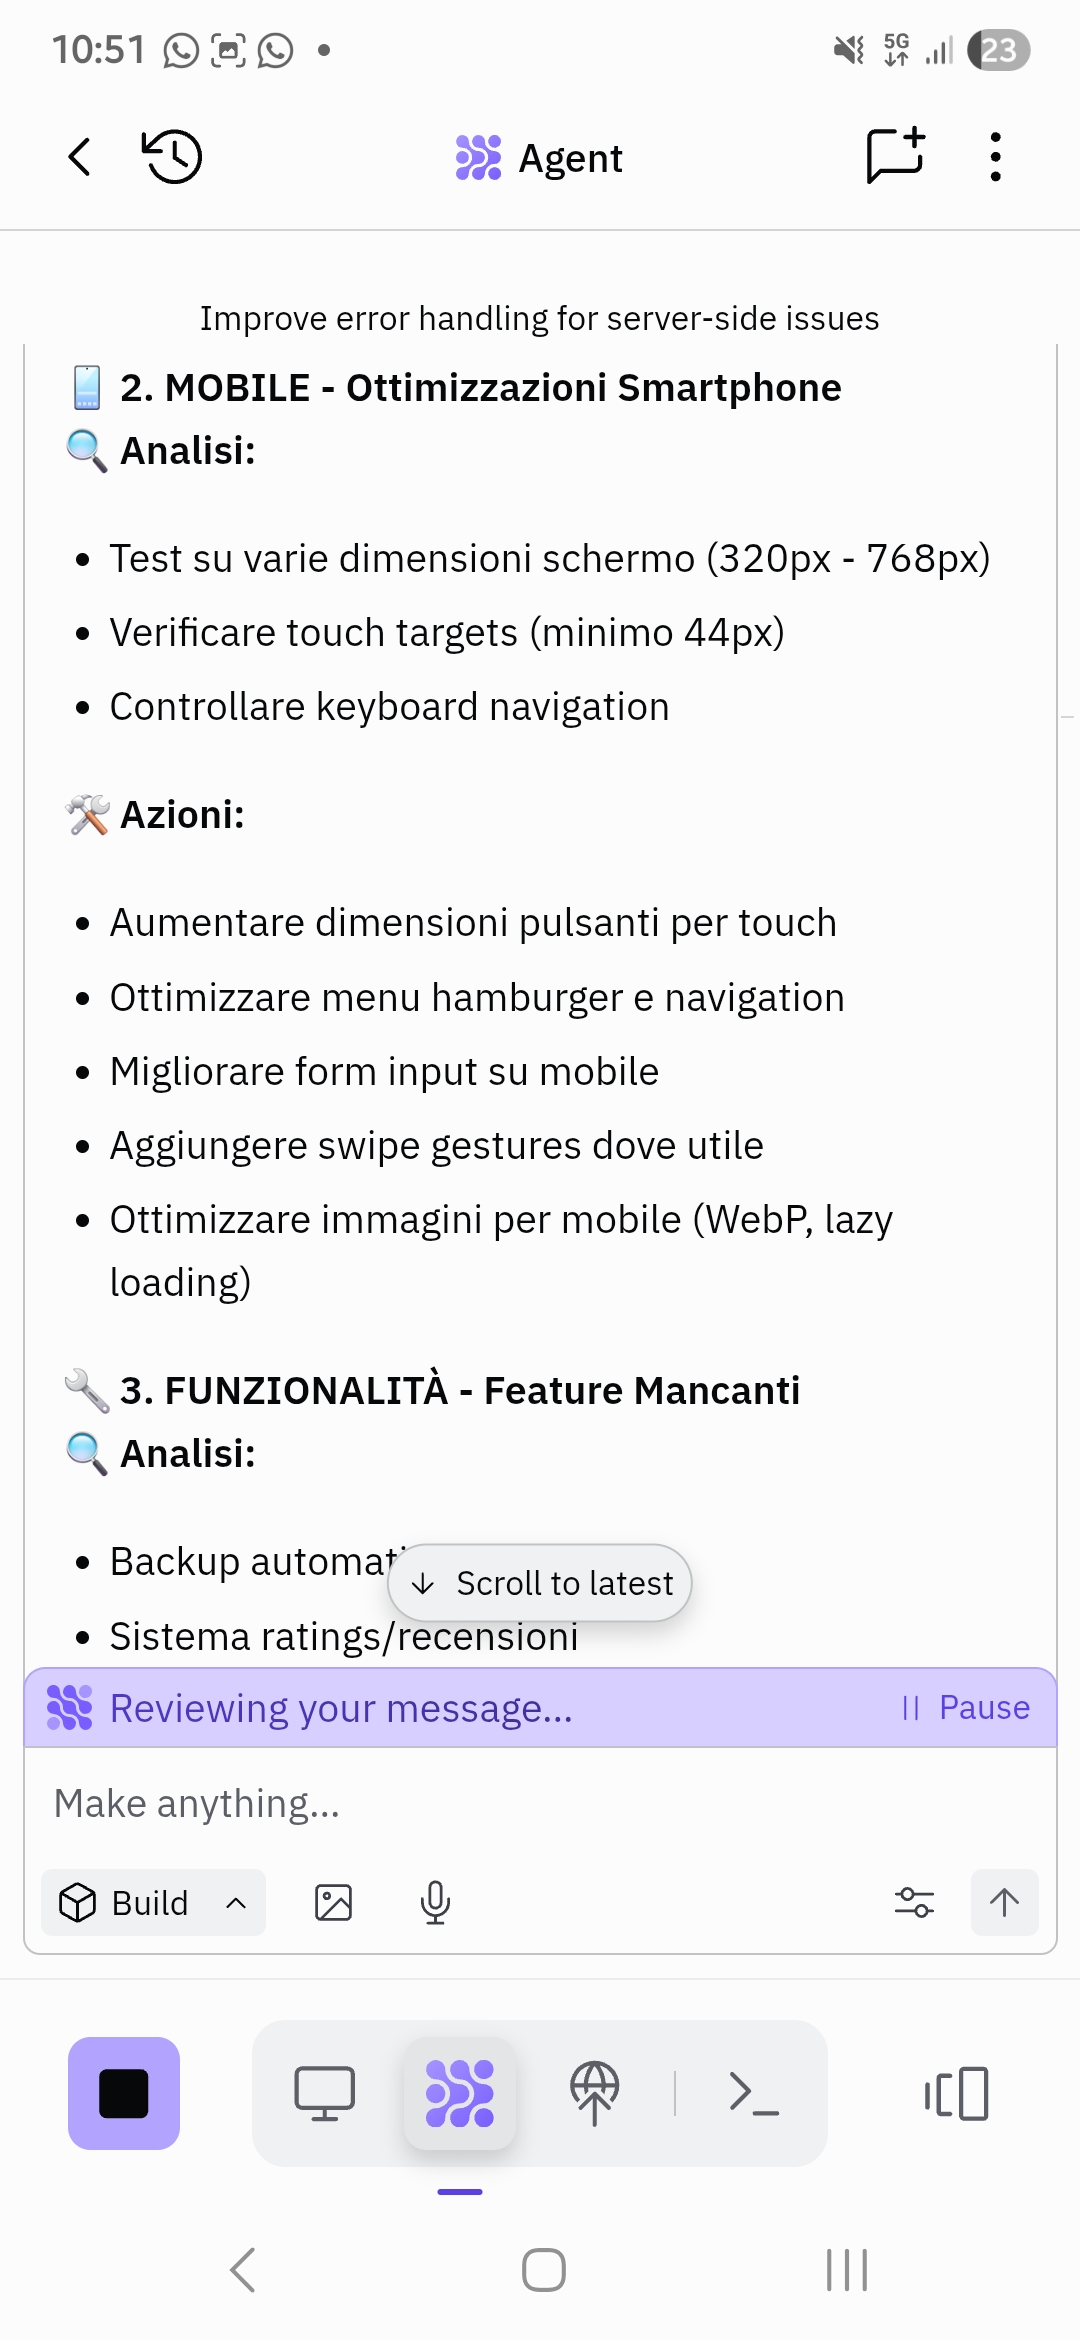 10:51
5G
23
Agent
Improve error handling for server-side issues
2. MOBILE - Ottimizzazioni Smartphone
Analisi:
Test su varie dimensioni schermo (320px - 768px)
Verificare touch targets (minimo 44px)
Controllare keyboard navigation
Azioni:
Aumentare dimensioni pulsanti per touch
Ottimizzare menu hamburger e navigation
Migliorare form input su mobile
Aggiungere swipe gestures dove utile
Ottimizzare immagini per mobile (WebP, lazy
loading)
3. FUNZIONALITÀ - Feature Mancanti
Analisi:
Backup
Scroll to latest
Sistema ratings/recensioni
Reviewing your message...
Pause
Make anything...
Build